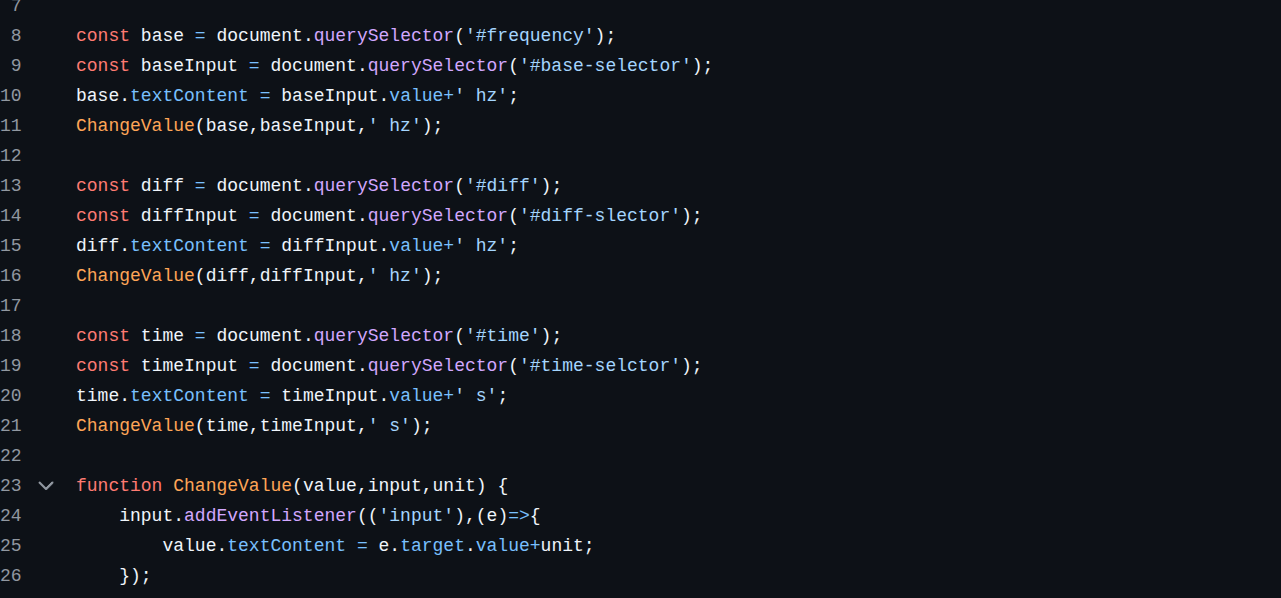 7
8 const base = document.querySelector('#frequency');
9 const baseInput = document.querySelector('#base-selector');
10 base.textContent = baseInput.value+' hz';
11 ChangeValue(base,baseInput,' hz');
12
13 const diff = document.querySelector('#diff');
14 const diffInput = document.querySelector('#diff-slector');
15 diff.textContent = diffInput.value+' hz';
16 ChangeValue(diff,diffInput,' hz');
17
18 const time = document.querySelector('#time');
19 const timeInput = document.querySelector('#time-selctor');
20 time.textContent = timeInput.value+' s';
21 ChangeValue(time,timeInput,' s');
22
23 function ChangeValue(value,input,unit) {
24     input.addEventListener(('input'),(e)=>{
25         value.textContent = e.target.value+unit;
26     });